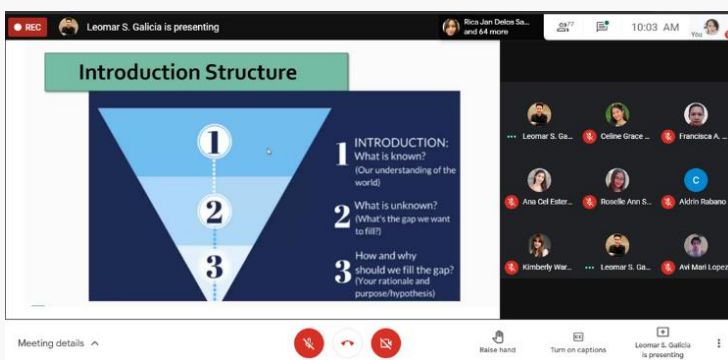 REC
Leomar S. Galicia is presenting
Rica Jan Delos Sa...
and 64 more
77
10:03 AM
You
Introduction Structure
1
2
3
1
INTRODUCTION:
What is known?
(Our understanding of the
world)
2
What is unknown?
(What's the gap we want
to fill?)
3
How and why
should we fill the gap?
(Your rationale and
purpose/hypothesis)
Leomar S. Ga...
Celine Grace ...
Francisca A. ...
Ana Cel Ester...
Roselle Ann S...
C
Aldrin Rabano
Kimberly War...
Leomar S. Ga...
Avi Mari Lopez
Meeting details
Raise hand
Turn on captions
Leomar S. Galicia
is presenting